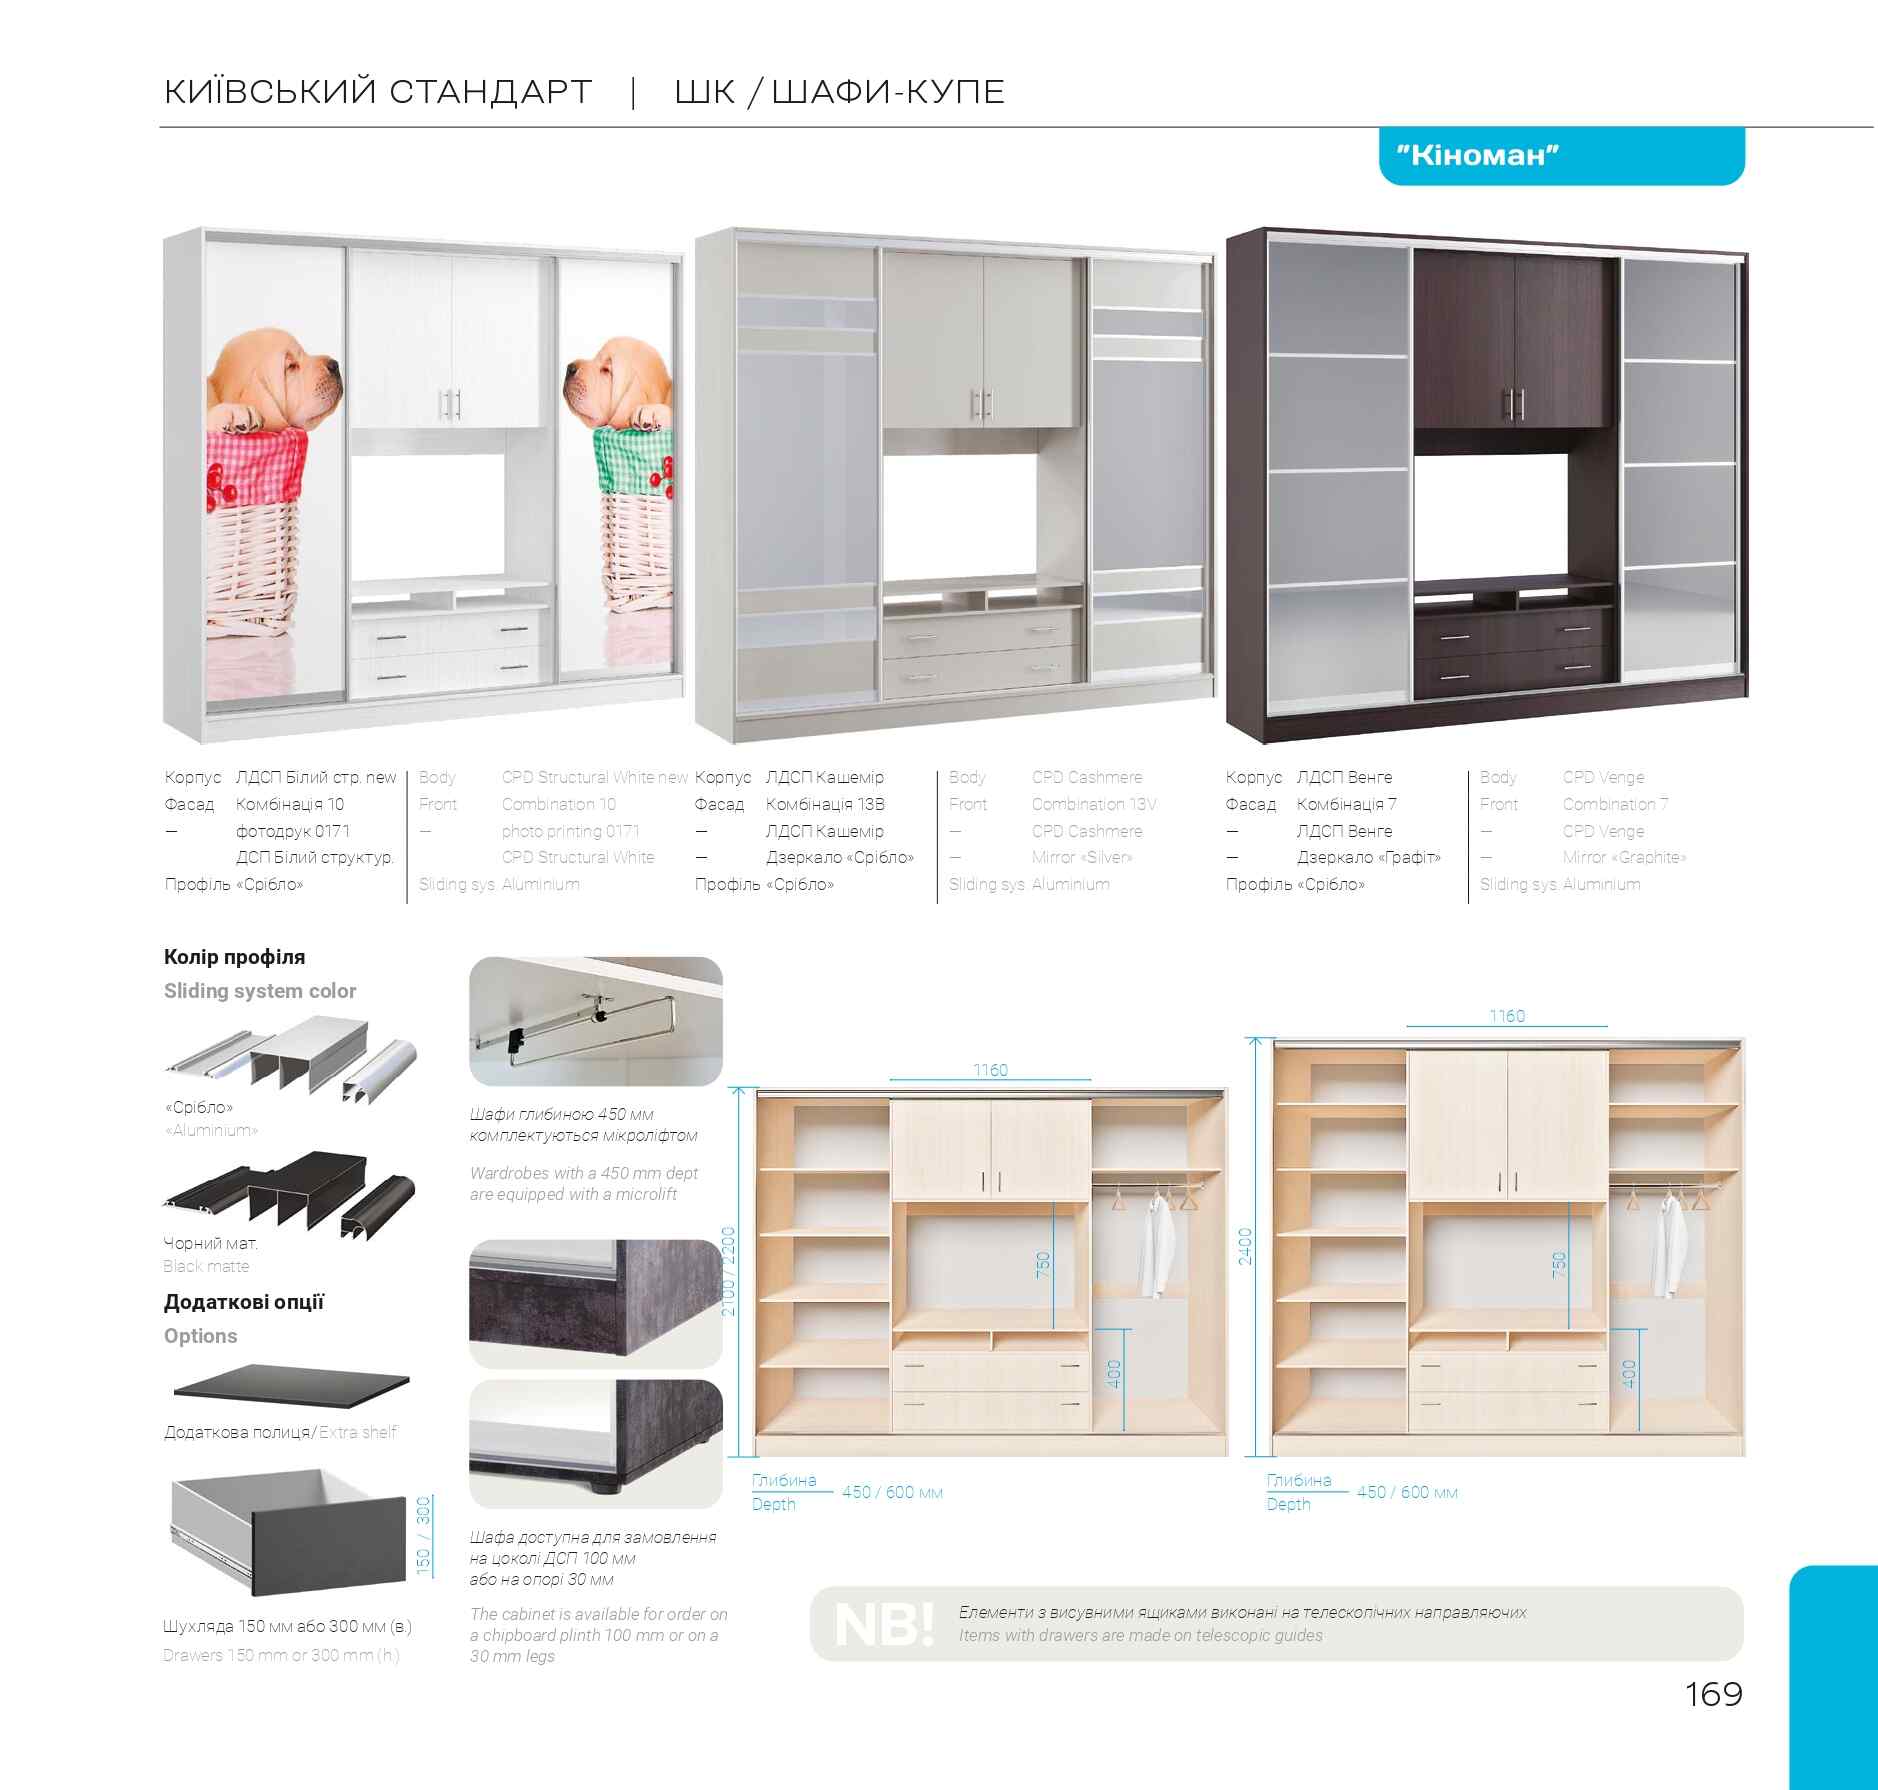 КИЇВСЬКИЙ СТАНДАРТ | ШК / ШАФИ-КУПЕ
"Кіноман"
Корпус ЛДСП Білий стр. new
Фасад Комбінація 10
— фотодрук 0171
ДСП Білий структур.
Профіль «Срібло»
Body CPD Structural White new
Front Combination 10
— photo printing 0171
CPD Structural White
Sliding sys. Aluminium
Корпус ЛДСП Кашемір
Фасад Комбінація 13В
— ЛДСП Кашемір
— Дзеркало «Срібло»
Профіль «Срібло»
Body CPD Cashmere
Front Combination 13V
— CPD Cashmere
— Mirror «Silver»
Sliding sys. Aluminium
Корпус ЛДСП Венге
Фасад Комбінація 7
— ЛДСП Венге
— Дзеркало «Графіт»
Профіль «Срібло»
Body CPD Venge
Front Combination 7
— CPD Venge
— Mirror «Graphite»
Sliding sys. Aluminium
Колір профіля
Sliding system color
«Срібло»
«Aluminium»
Чорний мат.
Black matte
Додаткові опції
Options
Додаткова полиця/Extra shelf
150 / 300
Шухляда 150 мм або 300 мм (в.)
Drawers 150 mm or 300 mm (h.)
Шафи глибиною 450 мм
комплектуються мікроліфтом
Wardrobes with a 450 mm dept
are equipped with a microlift
Шафа доступна для замовлення
на цоколі ДСП 100 мм
або на опорі 30 мм
The cabinet is available for order on
a chipboard plinth 100 mm or on a
30 mm legs
1160
2100 / 2200
750
400
Глибина
Depth
450 / 600 мм
1160
2400
750
400
Глибина
Depth
450 / 600 мм
NB!
Елементи з висувними ящиками виконані на телескопічних направляючих
Items with drawers are made on telescopic guides
169